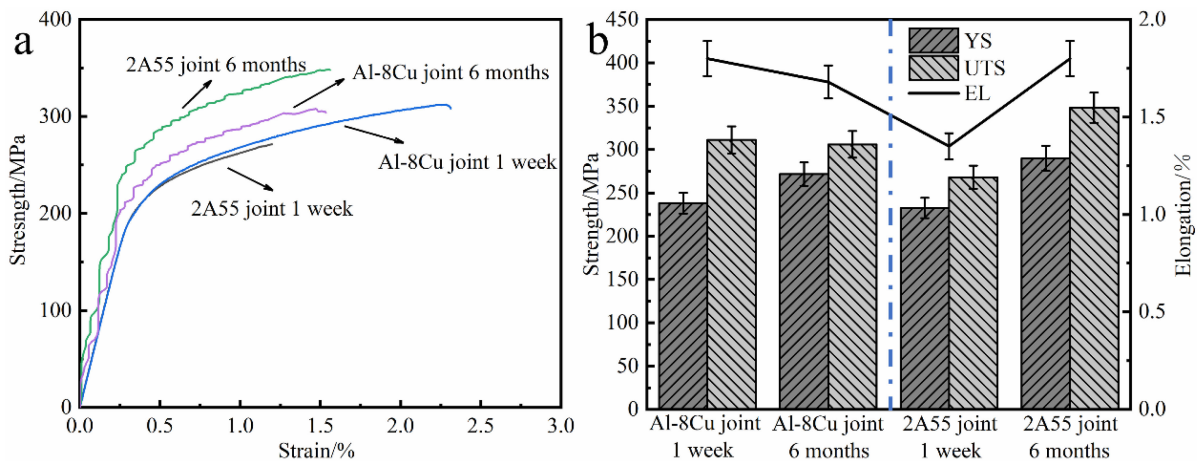 a
400
300
200
100
0
Stresngth/MPa
2A55 joint 6 months
Al-8Cu joint 6 months
Al-8Cu joint 1 week
2A55 joint 1 week
0.0 0.5 1.0 1.5 2.0 2.5 3.0
Strain/%
b
450
400
350
300
250
200
150
100
50
0
Strength/MPa
YS
UTS
EL
2.0
1.5
1.0
0.5
0.0
Elongation/%
Al-8Cu joint Al-8Cu joint 2A55 joint 2A55 joint
1 week 6 months 1 week 6 months